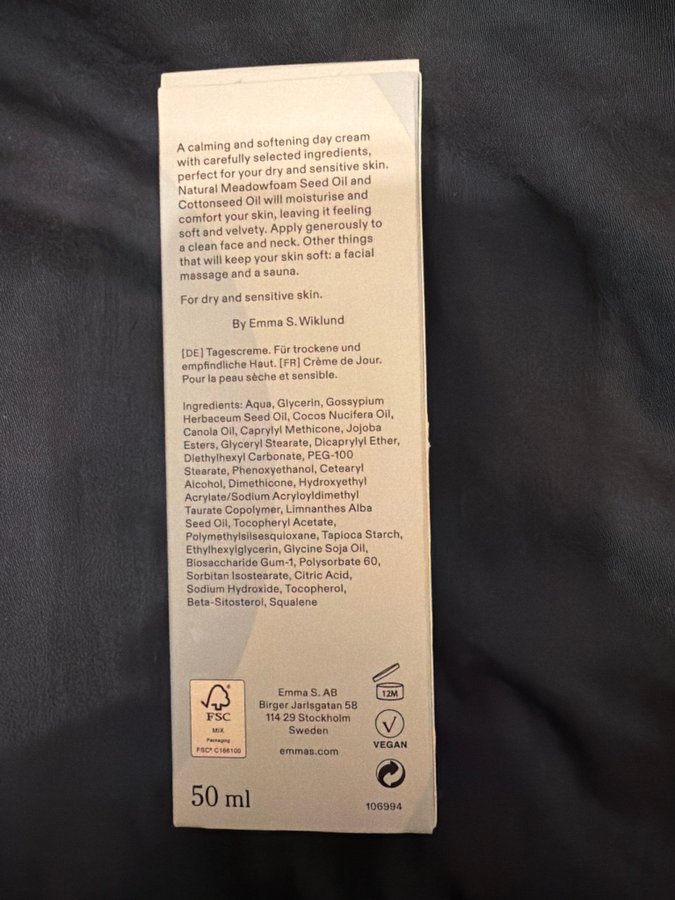 A calming and softening day cream
with carefully selected ingredients,
perfect for your dry and sensitive skin.
Natural Meadowfoam Seed Oil and
Cottonseed Oil will moisturise and
comfort your skin, leaving it feeling
soft and velvety. Apply generously to
a clean face and neck. Other things
that will keep your skin soft: a facial
massage and a sauna.
For dry and sensitive skin.
By Emma S. Wiklund
[DE] Tagescreme. Für trockene und
empfindliche Haut. [FR] Crème de Jour.
Pour la peau sèche et sensible.
Ingredients: Aqua, Glycerin, Gossypium
Herbaceum Seed Oil, Cocos Nucifera Oil,
Canola Oil, Caprylyl Methicone, Jojoba
Esters, Glyceryl Stearate, Dicaprylyl Ether,
Diethylhexyl Carbonate, PEG-100
Stearate, Phenoxyethanol, Cetearyl
Alcohol, Dimethicone, Hydroxyethyl
Acrylate/Sodium Acryloyldimethyl
Taurate Copolymer, Limnanthes Alba
Seed Oil, Tocopheryl Acetate,
Polymethylsilsesquioxane, Tapioca Starch,
Ethylhexylglycerin, Glycine Soja Oil,
Biosaccharide Gum-1, Polysorbate 60,
Sorbitan Isostearate, Citric Acid,
Sodium Hydroxide, Tocopherol,
Beta-Sitosterol, Squalene
FSC
MIX
Packaging
FSC® C166100
Emma S. AB
Birger Jarlsgatan 58
114 29 Stockholm
Sweden
emmas.com
12M
VEGAN
50 ml
106994